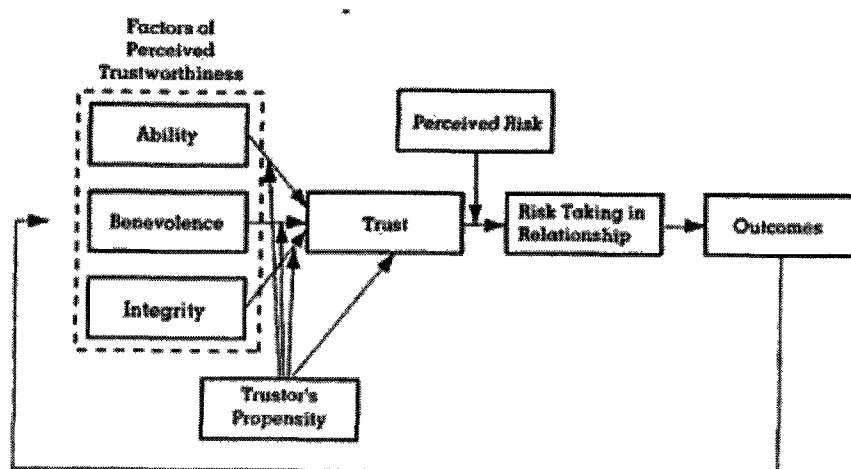 Factors of
Perceived
Trustworthiness
Ability
Benevolence
Integrity
Perceived Risk
Trust
Risk Taking in
Relationship
Outcomes
Trustor's
Propensity